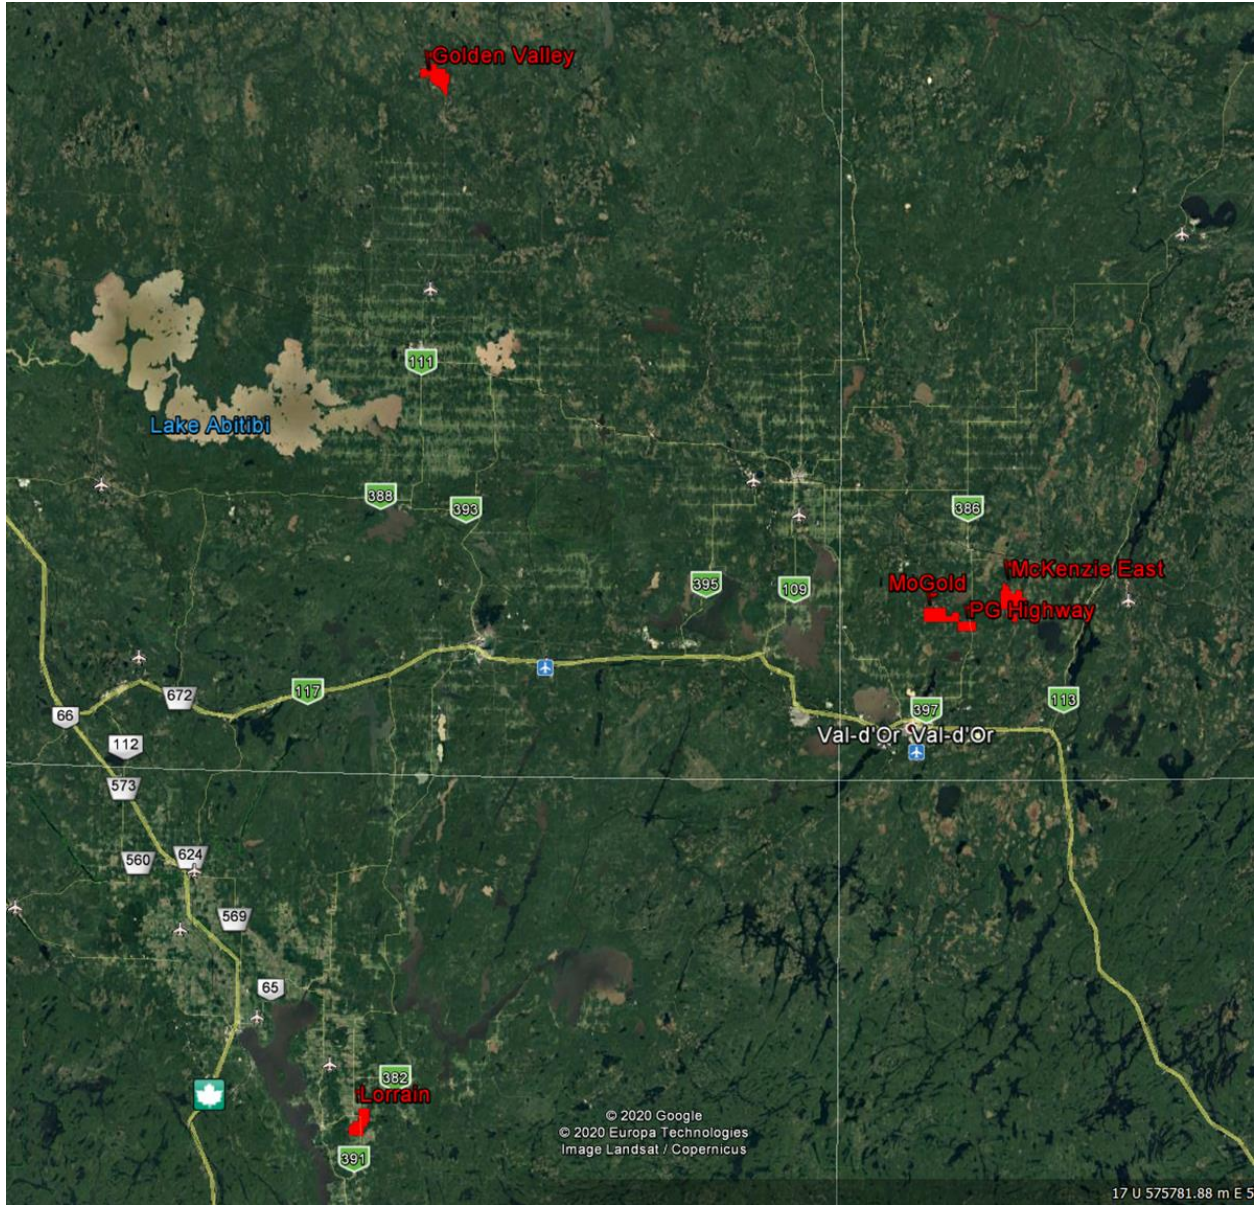 Golden Valley
111
Lake Abitibi
388
393
386
395
109
McKenzie East
MoGold
PG Highway
672
117
66
397
113
Val-d'Or Val-d'Or
112
573
560
624
569
65
382
Lorrain
391
© 2020 Google
© 2020 Europa Technologies
Image Landsat / Copernicus
17 U 575781.88 m E 5